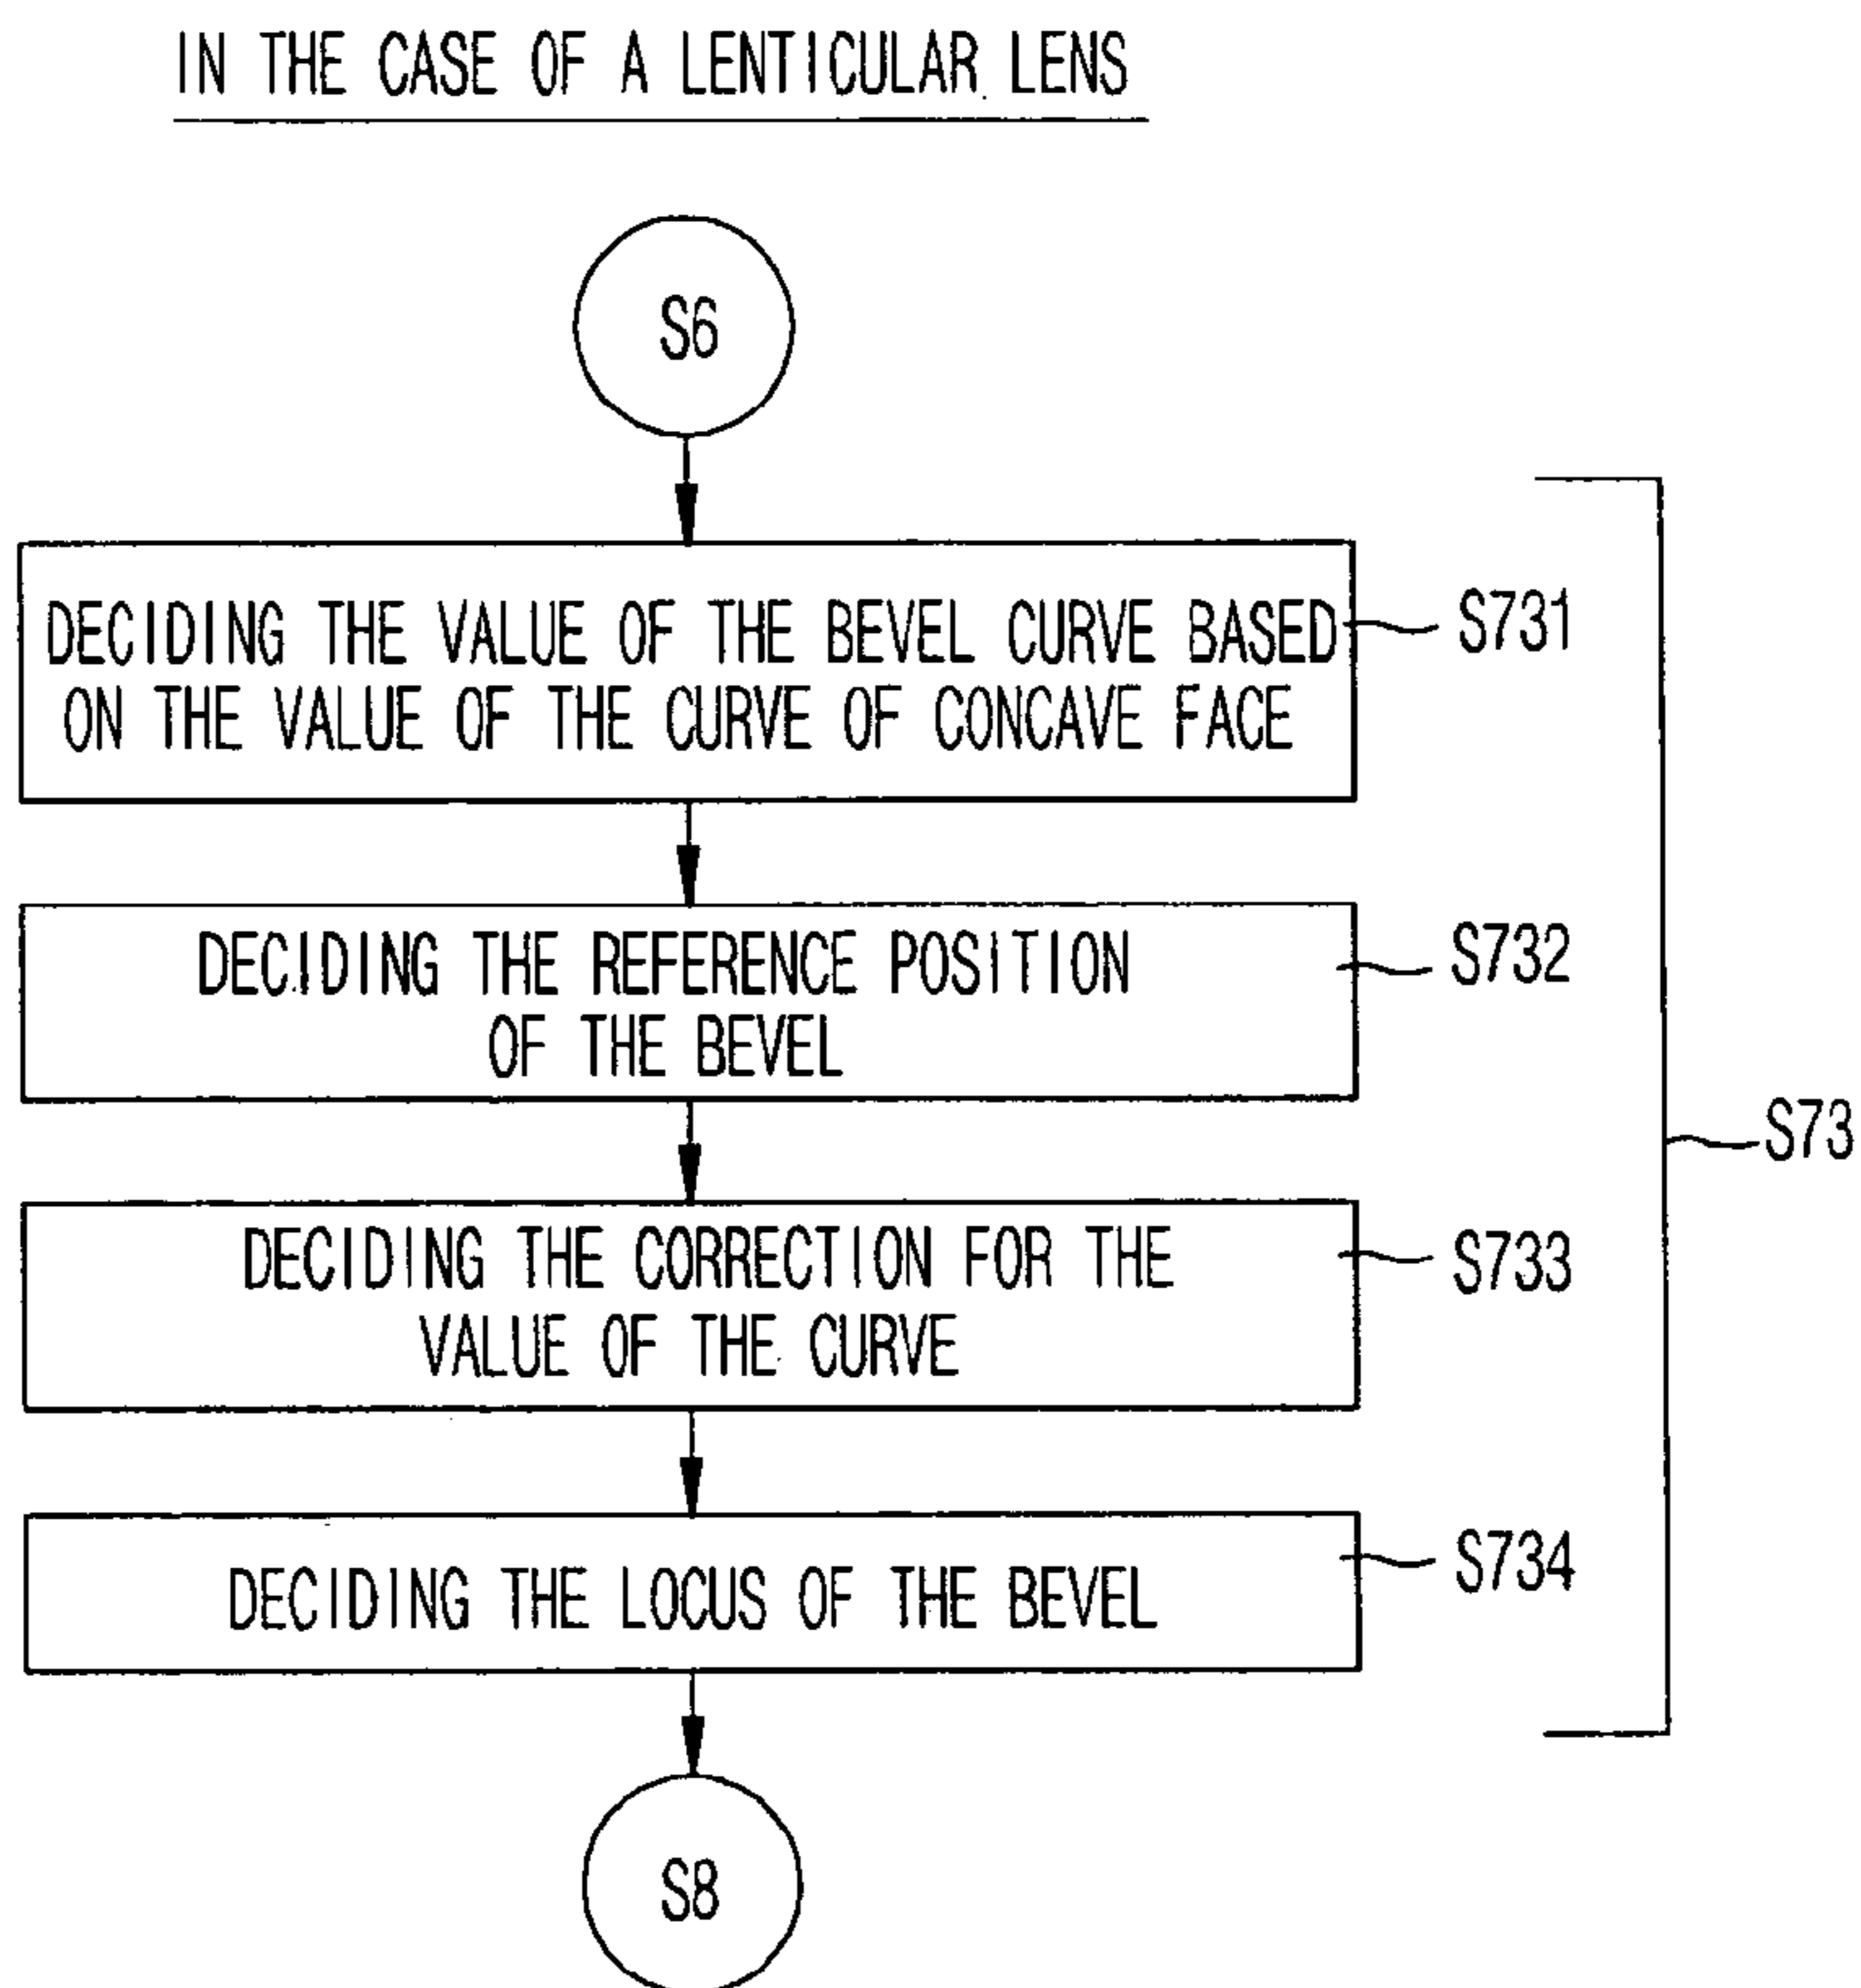 IN THE CASE OF A LENTICULAR LENS
S6
DECIDING THE VALUE OF THE BEVEL CURVE BASED
ON THE VALUE OF THE CURVE OF CONCAVE FACE
S731
DECIDING THE REFERENCE POSITION
OF THE BEVEL
S732
S73
DECIDING THE CORRECTION FOR THE
VALUE OF THE CURVE
S733
DECIDING THE LOCUS OF THE BEVEL
S734
S8